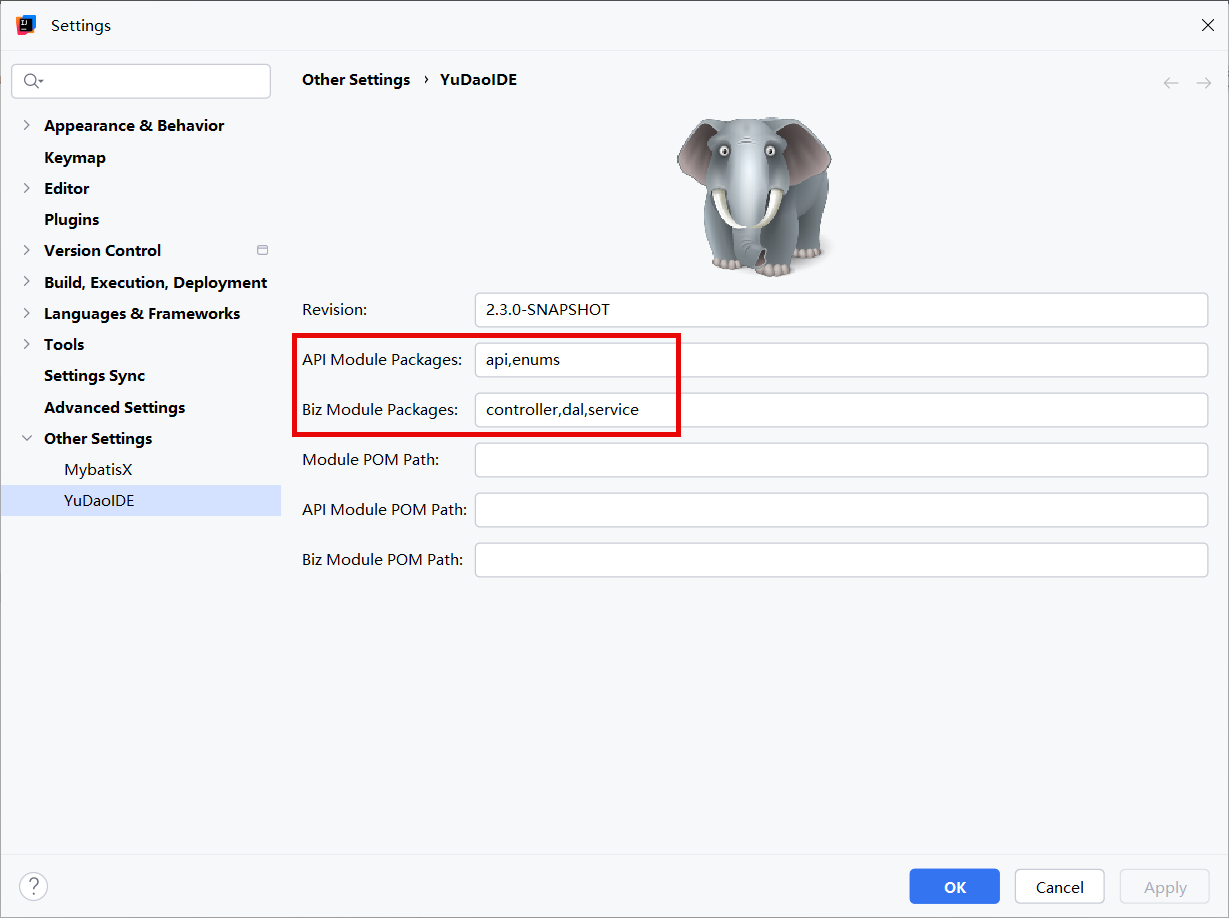 Settings
Other Settings › YuDaoIDE
Appearance & Behavior
Keymap
Editor
Plugins
Version Control
Build, Execution, Deployment
Languages & Frameworks
Tools
Settings Sync
Advanced Settings
Other Settings
MybatisX
YuDaoIDE
Revision: 2.3.0-SNAPSHOT
API Module Packages: api,enums
Biz Module Packages: controller,dal,service
Module POM Path:
API Module POM Path:
Biz Module POM Path:
?
OK Cancel Apply